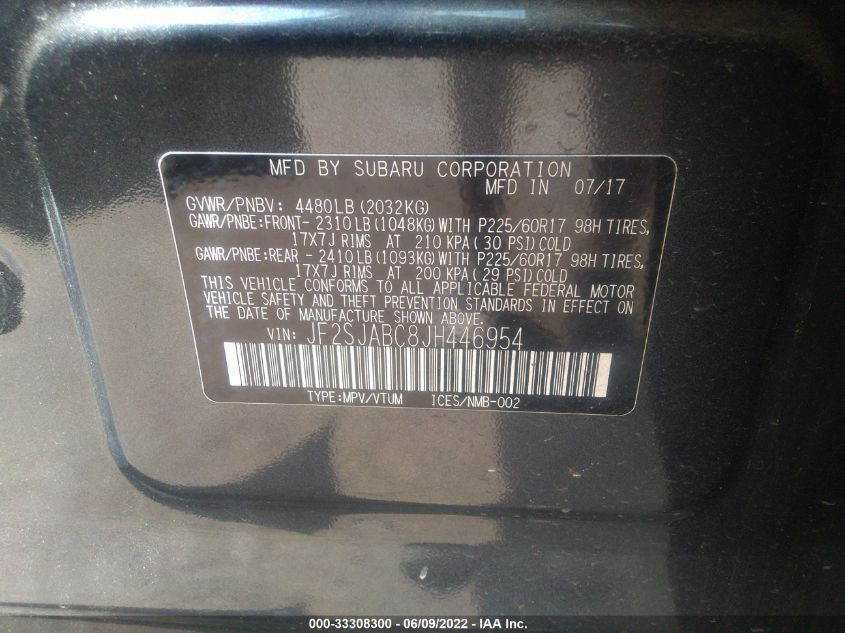 MFD BY SUBARU CORPORATION
MFD IN 07/17
GVWR/PNBV: 4480LB (2032KG)
GAWR/PNBE:FRONT- 2310LB (1048KG) WITH P225/60R17 98H TIRES,
17X7J RIMS AT 210 KPA ( 30 PSI) COLD
GAWR/PNBE:REAR - 2410LB (1093KG) WITH P225/60R17 98H TIRES,
17X7J RIMS AT 200 KPA ( 29 PSI) COLD
THIS VEHICLE CONFORMS TO ALL APPLICABLE FEDERAL MOTOR
VEHICLE SAFETY AND THEFT PREVENTION STANDARDS IN EFFECT ON
THE DATE OF MANUFACTURE SHOWN ABOVE.
VIN: JF2SJABC8JH446954
TYPE:MPV/VTUM ICES/NMB-002
000-33308300 / 06/09/2022 - IAA Inc.